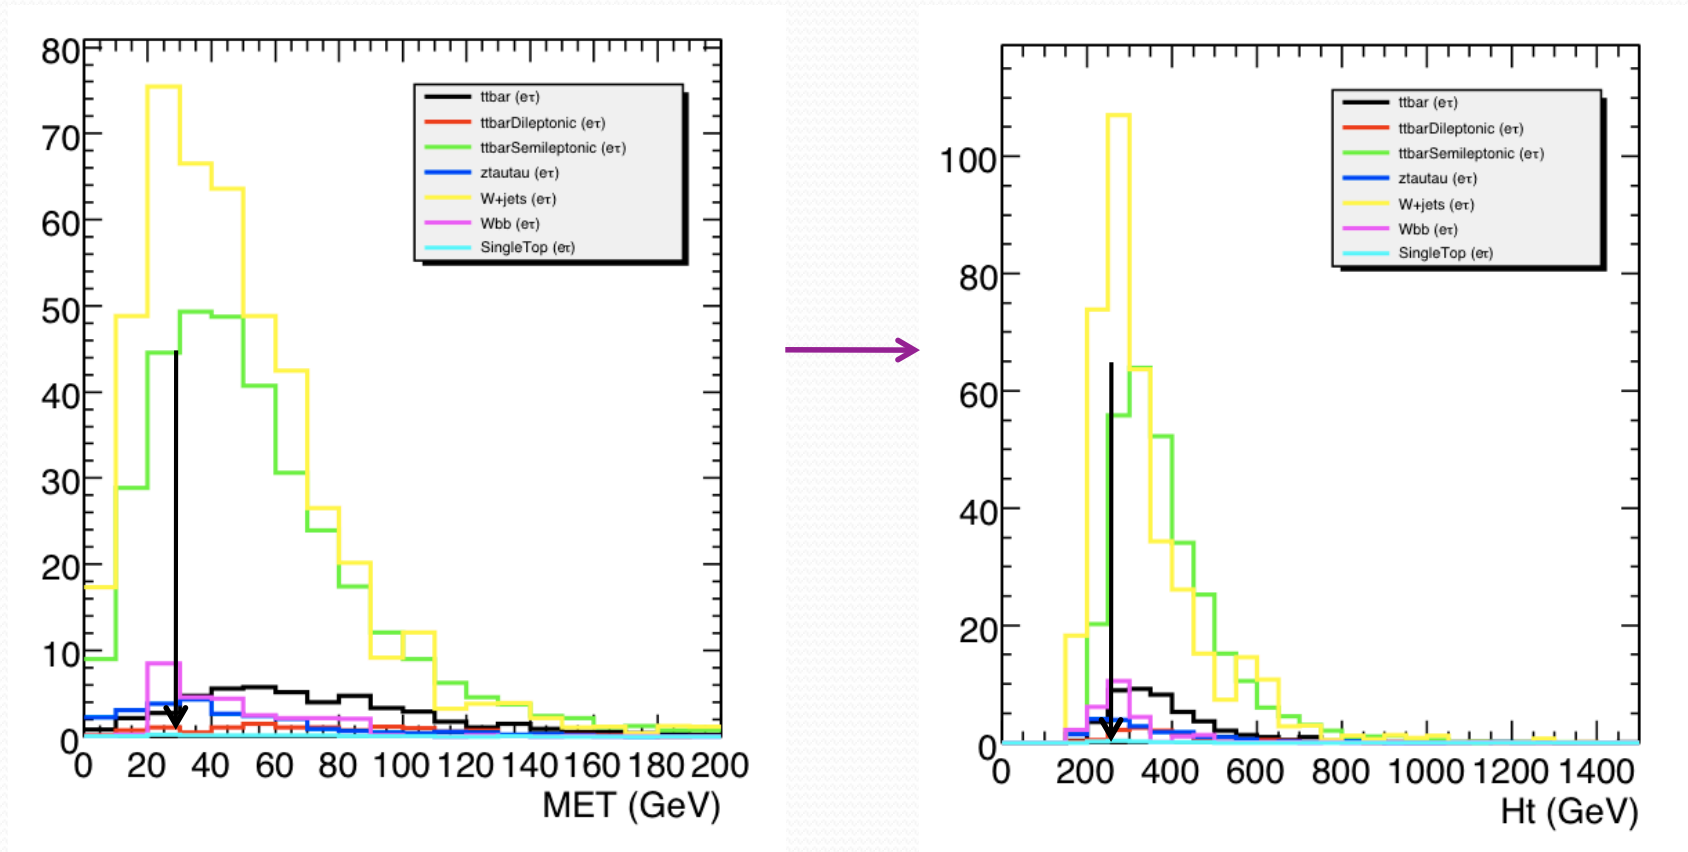 80
70
60
50
40
30
20
10
0
0 20 40 60 80 100 120 140 160 180 200
MET (GeV)
ttbar (eτ)
ttbarDileptonic (eτ)
ttbarSemileptonic (eτ)
ztautau (eτ)
W+jets (eτ)
Wbb (eτ)
SingleTop (eτ)
100
80
60
40
20
0
0 200 400 600 800 1000 1200 1400
Ht (GeV)
ttbar (eτ)
ttbarDileptonic (eτ)
ttbarSemileptonic (eτ)
ztautau (eτ)
W+jets (eτ)
Wbb (eτ)
SingleTop (eτ)